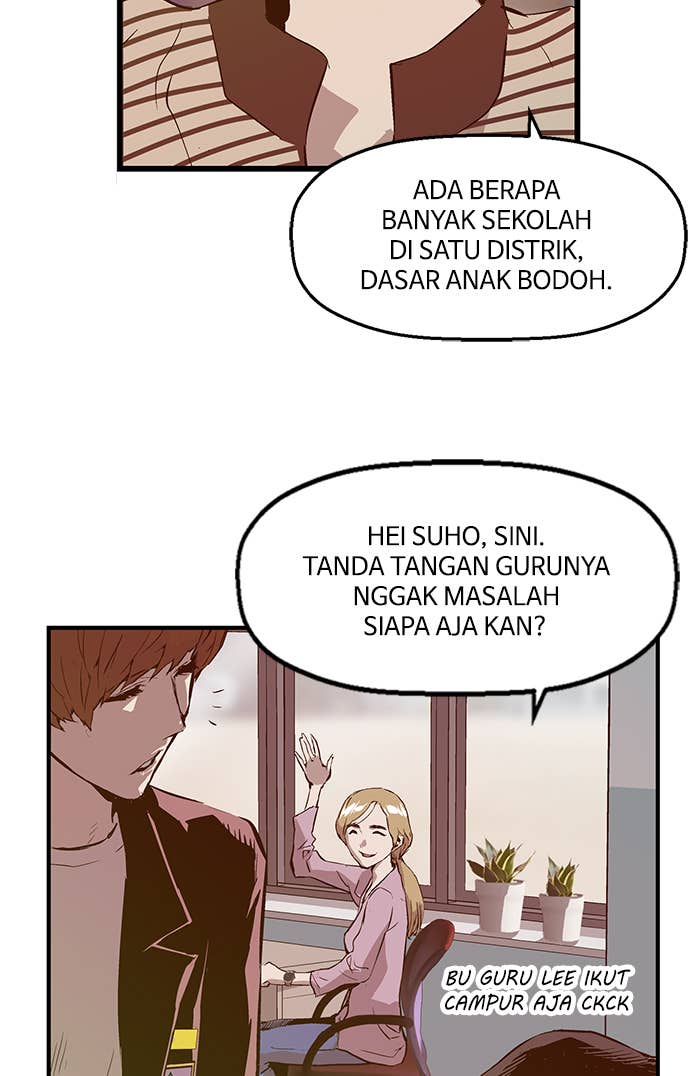 ADA BERAPA
BANYAK SEKOLAH
DI SATU DISTRIK,
DASAR ANAK BODOH.
HEI SUHO, SINI.
TANDA TANGAN GURUNYA
NGGAK MASALAH
SIAPA AJA KAN?
BU GURU LEE IKUT
CAMPUR AJA CKCK